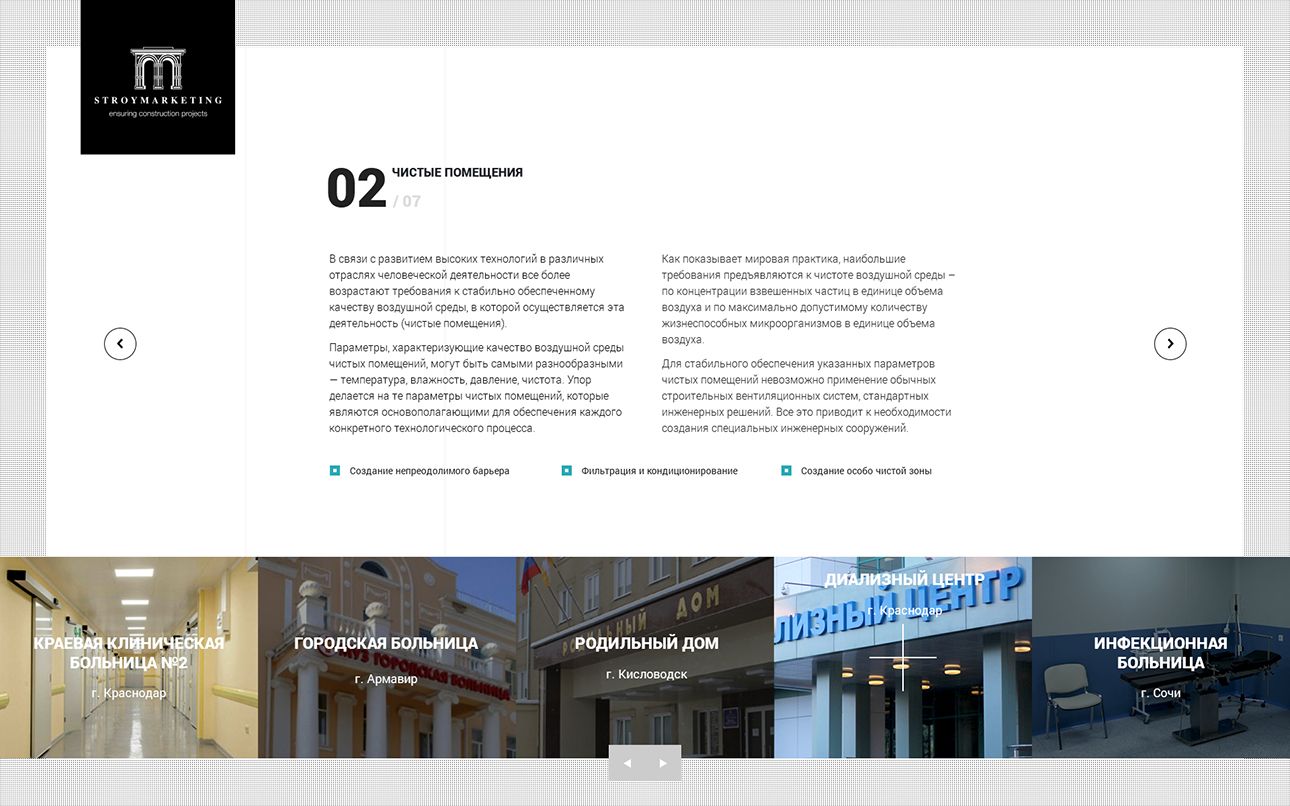 STROYMARKETING
ensuring construction projects
02
ЧИСТЫЕ ПОМЕЩЕНИЯ
/ 07
В связи с развитием высоких технологий в различных
отраслях человеческой деятельности все более
возрастают требования к стабильно обеспеченному
качеству воздушной среды, в которой осуществляется эта
деятельность (чистые помещения).
Параметры, характеризующие качество воздушной среды
чистых помещений, могут быть самыми разнообразными
— температура, влажность, давление, чистота. Упор
делается на те параметры чистых помещений, которые
являются основополагающими для обеспечения каждого
конкретного технологического процесса.
Как показывает мировая практика, наибольшие
требования предъявляются к чистоте воздушной среды –
по концентрации взвешенных частиц в единице объема
воздуха и по максимально допустимому количеству
жизнеспособных микроорганизмов в единице объема
воздуха.
Для стабильного обеспечения указанных параметров
чистых помещений невозможно применение обычных
строительных вентиляционных систем, стандартных
инженерных решений. Все это приводит к необходимости
создания специальных инженерных сооружений.
Создание непреодолимого барьера
Фильтрация и кондиционирование
Создание особо чистой зоны
КРАЕВАЯ КЛИНИЧЕСКАЯ
БОЛЬНИЦА №2
г. Краснодар
ГОРОДСКАЯ БОЛЬНИЦА
МУЗ ГОРОДСКАЯ БОЛЬНИЦА
г. Армавир
ДОМ
РОДИЛЬНЫЙ ДОМ
г. Кисловодск
ДИАЛИЗНЫЙ ЦЕНТР
г. Краснодар
ЛИЗНЫЙ ЦЕНТР
ИНФЕКЦИОННАЯ
БОЛЬНИЦА
г. Сочи